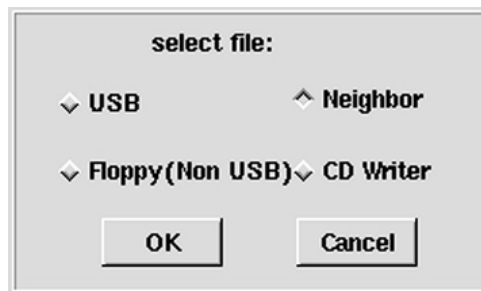 select file:
USB Neighbor
Floppy(Non USB) CD Writer
OK Cancel